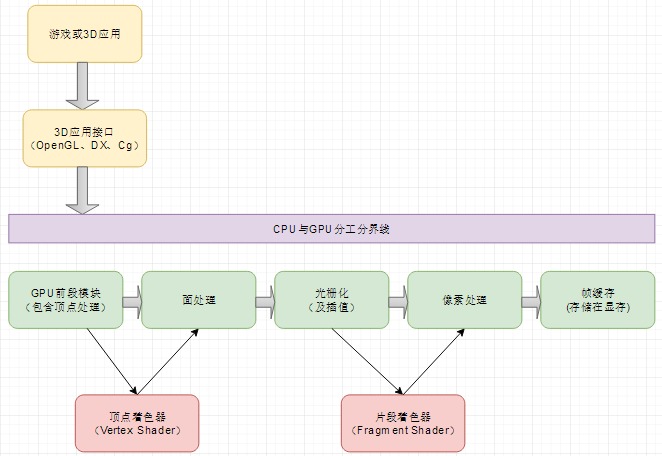 游戏或3D应用
3D应用接口
（OpenGL、DX、Cg）
CPU与GPU分工分界线
GPU前段模块
（包含顶点处理）
面处理
光栅化
（及插值）
像素处理
帧缓存
(存储在显存)
顶点着色器
（Vertex Shader）
片段着色器
（Fragment Shader）